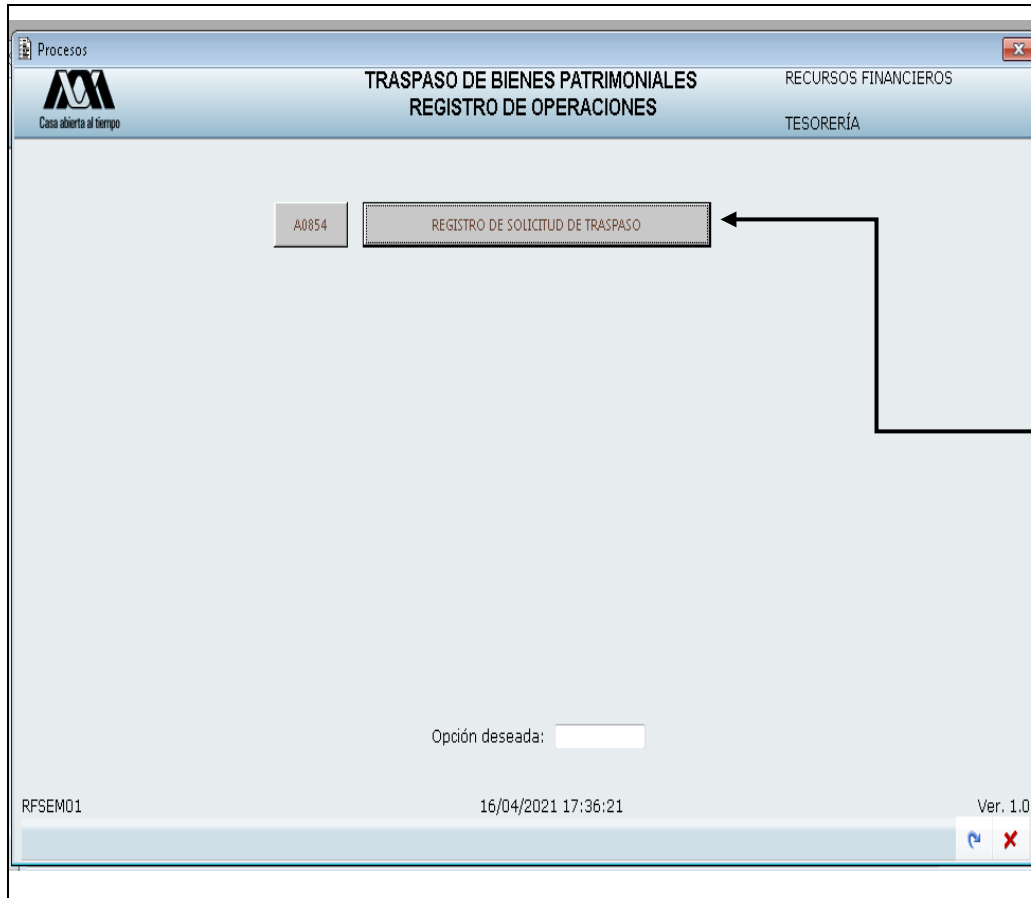 Procesos
Casa abierta al tiempo
TRASPASO DE BIENES PATRIMONIALES
REGISTRO DE OPERACIONES
RECURSOS FINANCIEROS
TESORERÍA
A0854
REGISTRO DE SOLICITUD DE TRASPASO
Opción deseada:
RFSEM01
16/04/2021 17:36:21
Ver. 1.0